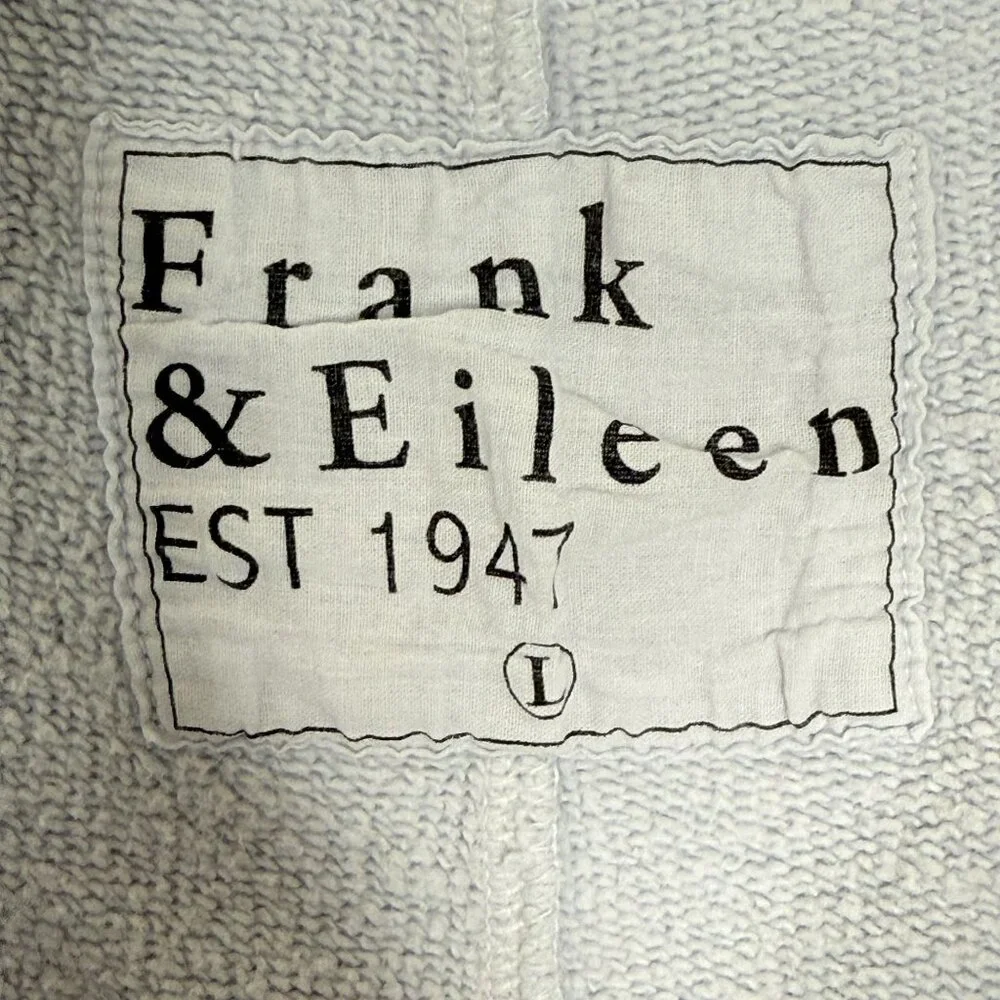 Frank
& Eileen
EST 1947
L